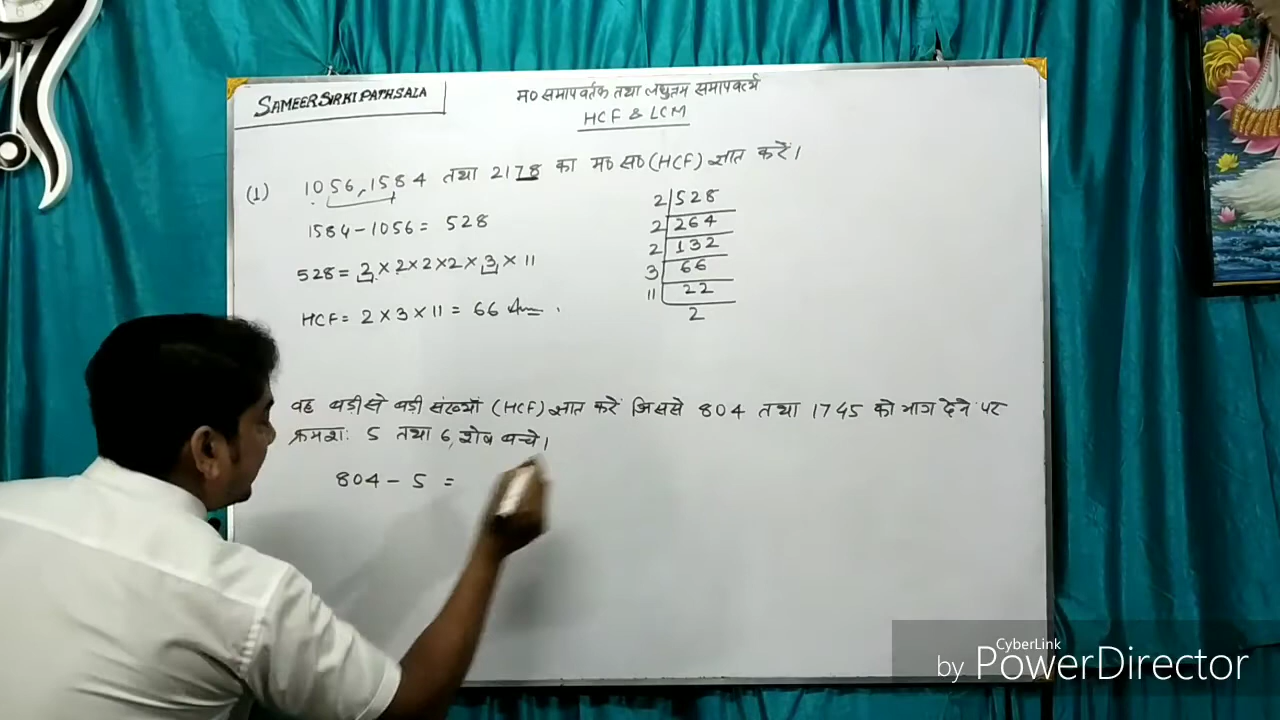 SAMEER SIR KI PATHSALA
म० समापवर्तक तथा लघुत्तम समापवर्त्य
HCF & LCM
(1) 1056, 1584 तथा 2178 का म० स० (HCF) ज्ञात करें।
1584 - 1056 = 528
528 = 2 × 2 × 2 × 2 × 3 × 11
HCF = 2 × 3 × 11 = 66 Ans.
2 | 528
2 | 264
2 | 132
3 | 66
11 | 22
2
वह बड़ी से बड़ी संख्याँ (HCF) ज्ञात करें जिससे 804 तथा 1745 को भाग देने पर
क्रमशः 5 तथा 6, शेष बच्चे।
804 - 5 =
CyberLink
by PowerDirector